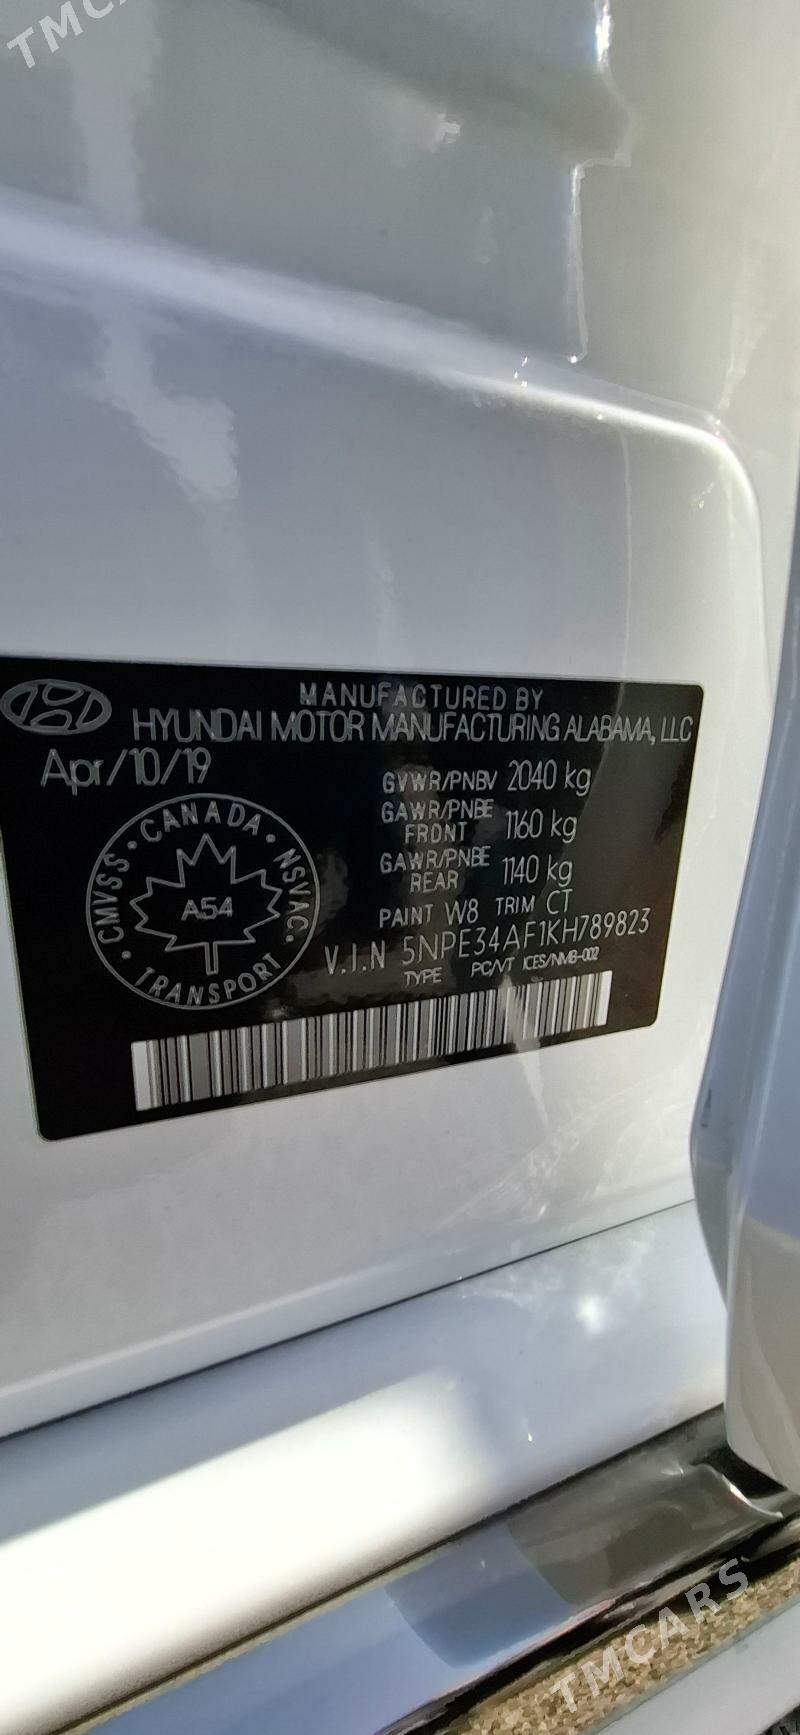 TMCA
MANUFACTURED BY
HYUNDAI MOTOR MANUFACTURING ALABAMA, LLC
Apr/10/19
GVWR/PNBV 2040 kg
GAWR/PNBE FRONT 1160 kg
GAWR/PNBE REAR 1140 kg
PAINT W8 TRIM CT
V.I.N 5NPE34AF1KH789823
TYPE PC/VT ICES/NMB-002
CMVSS • CANADA • NSVAC • TRANSPORT •
A54
TMCARS